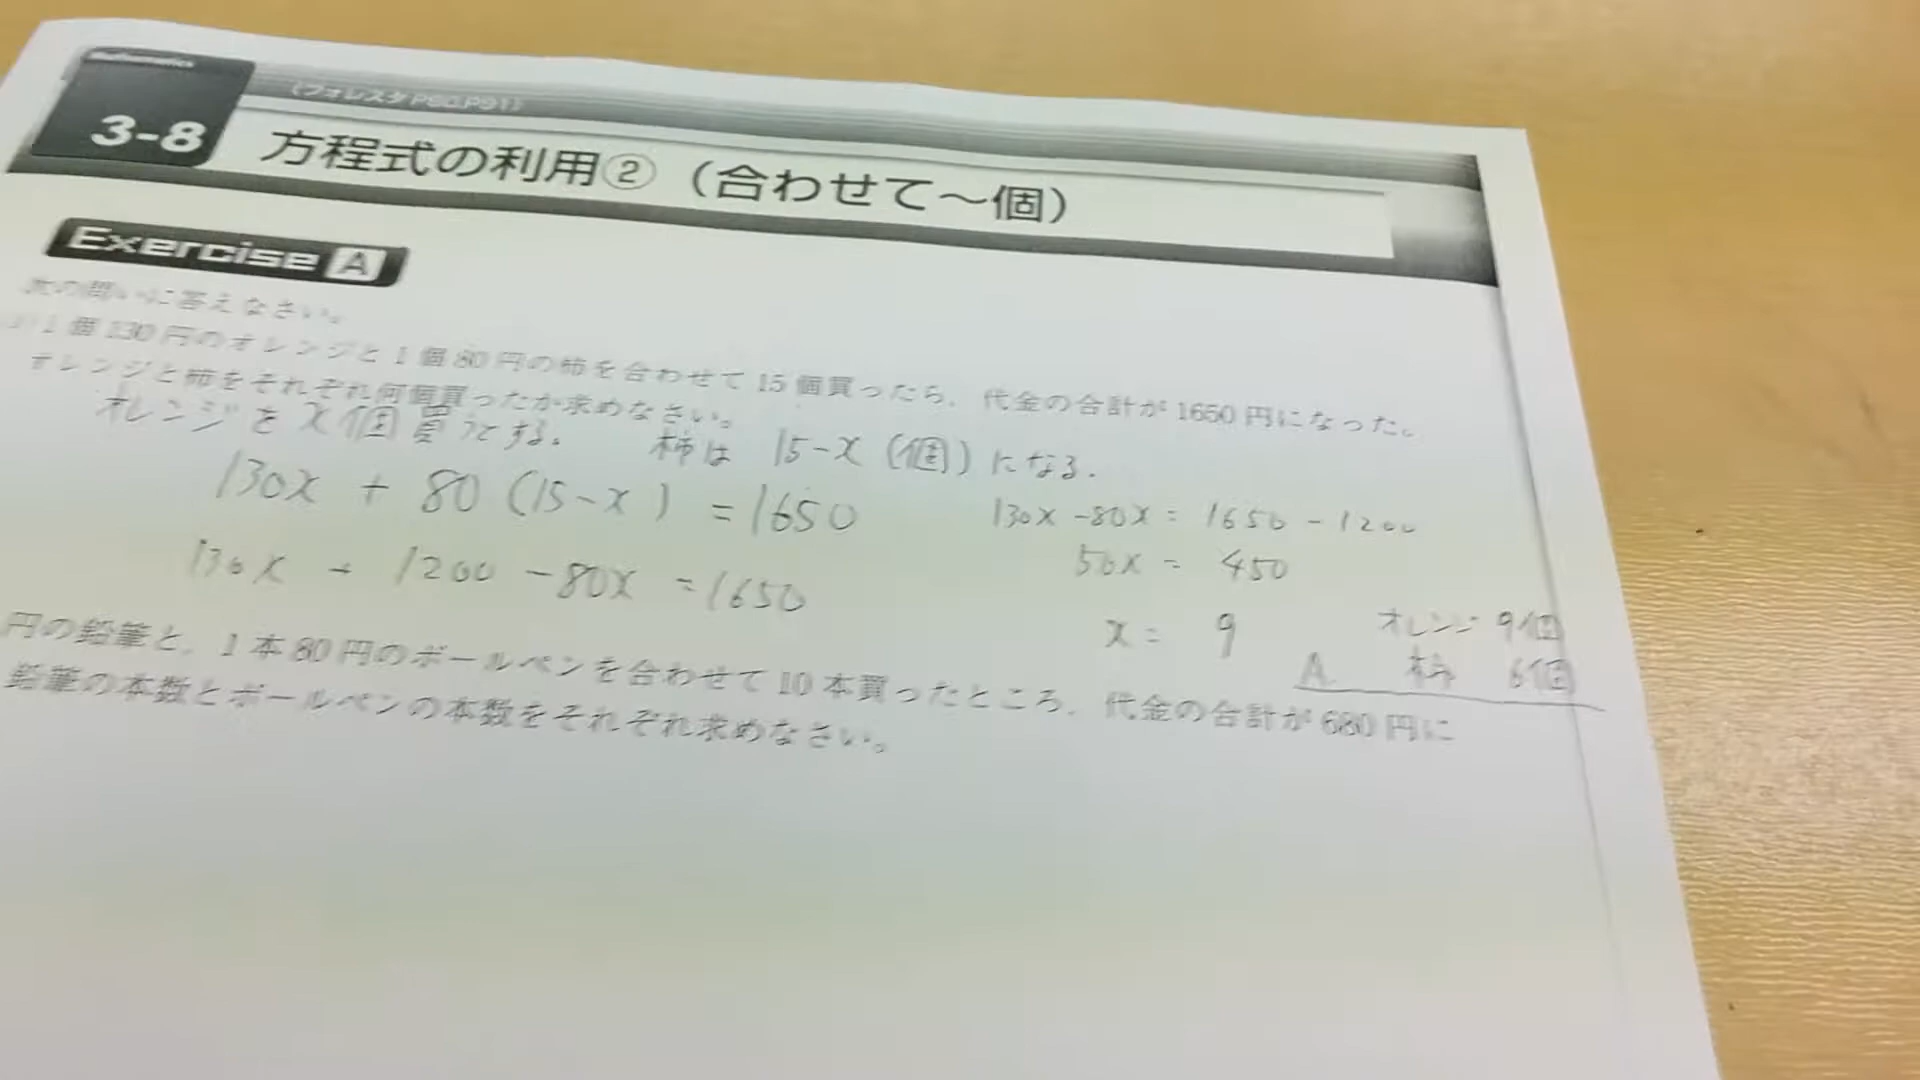 Mathematics
(フォレスタ P90,P91)
3-8 方程式の利用② (合わせて~個)
Exercise A
次の問いに答えなさい。
1個130円のオレンジと1個80円の柿を合わせて15個買ったら,代金の合計が1650円になった。
オレンジと柿をそれぞれ何個買ったか求めなさい。
オレンジをx個買うとする。 柿は 15-x (個) になる.
130x + 80 (15-x) = 1650
130x + 1200 -80x = 1650
130x -80x = 1650 - 1200
50x = 450
x = 9
オレンジ 9個
A 柿 6個
円の鉛筆と,1本80円のボールペンを合わせて10本買ったところ,代金の合計が680円に
鉛筆の本数とボールペンの本数をそれぞれ求めなさい。